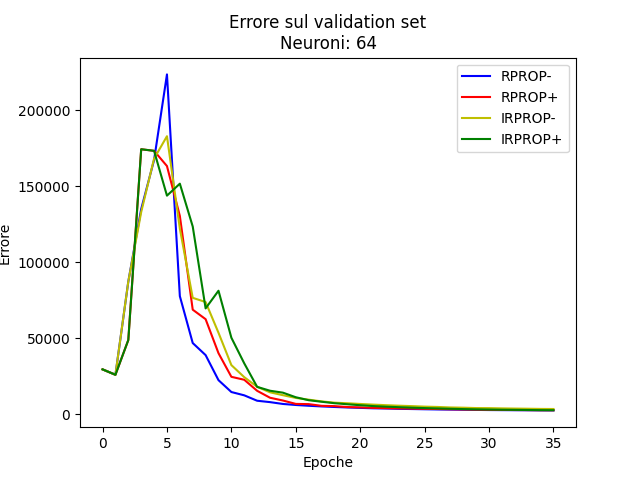 Errore sul validation set
Neuroni: 64
RPROP-
RPROP+
IRPROP-
IRPROP+
200000
150000
100000
50000
0
Errore
0 5 10 15 20 25 30 35
Epoche